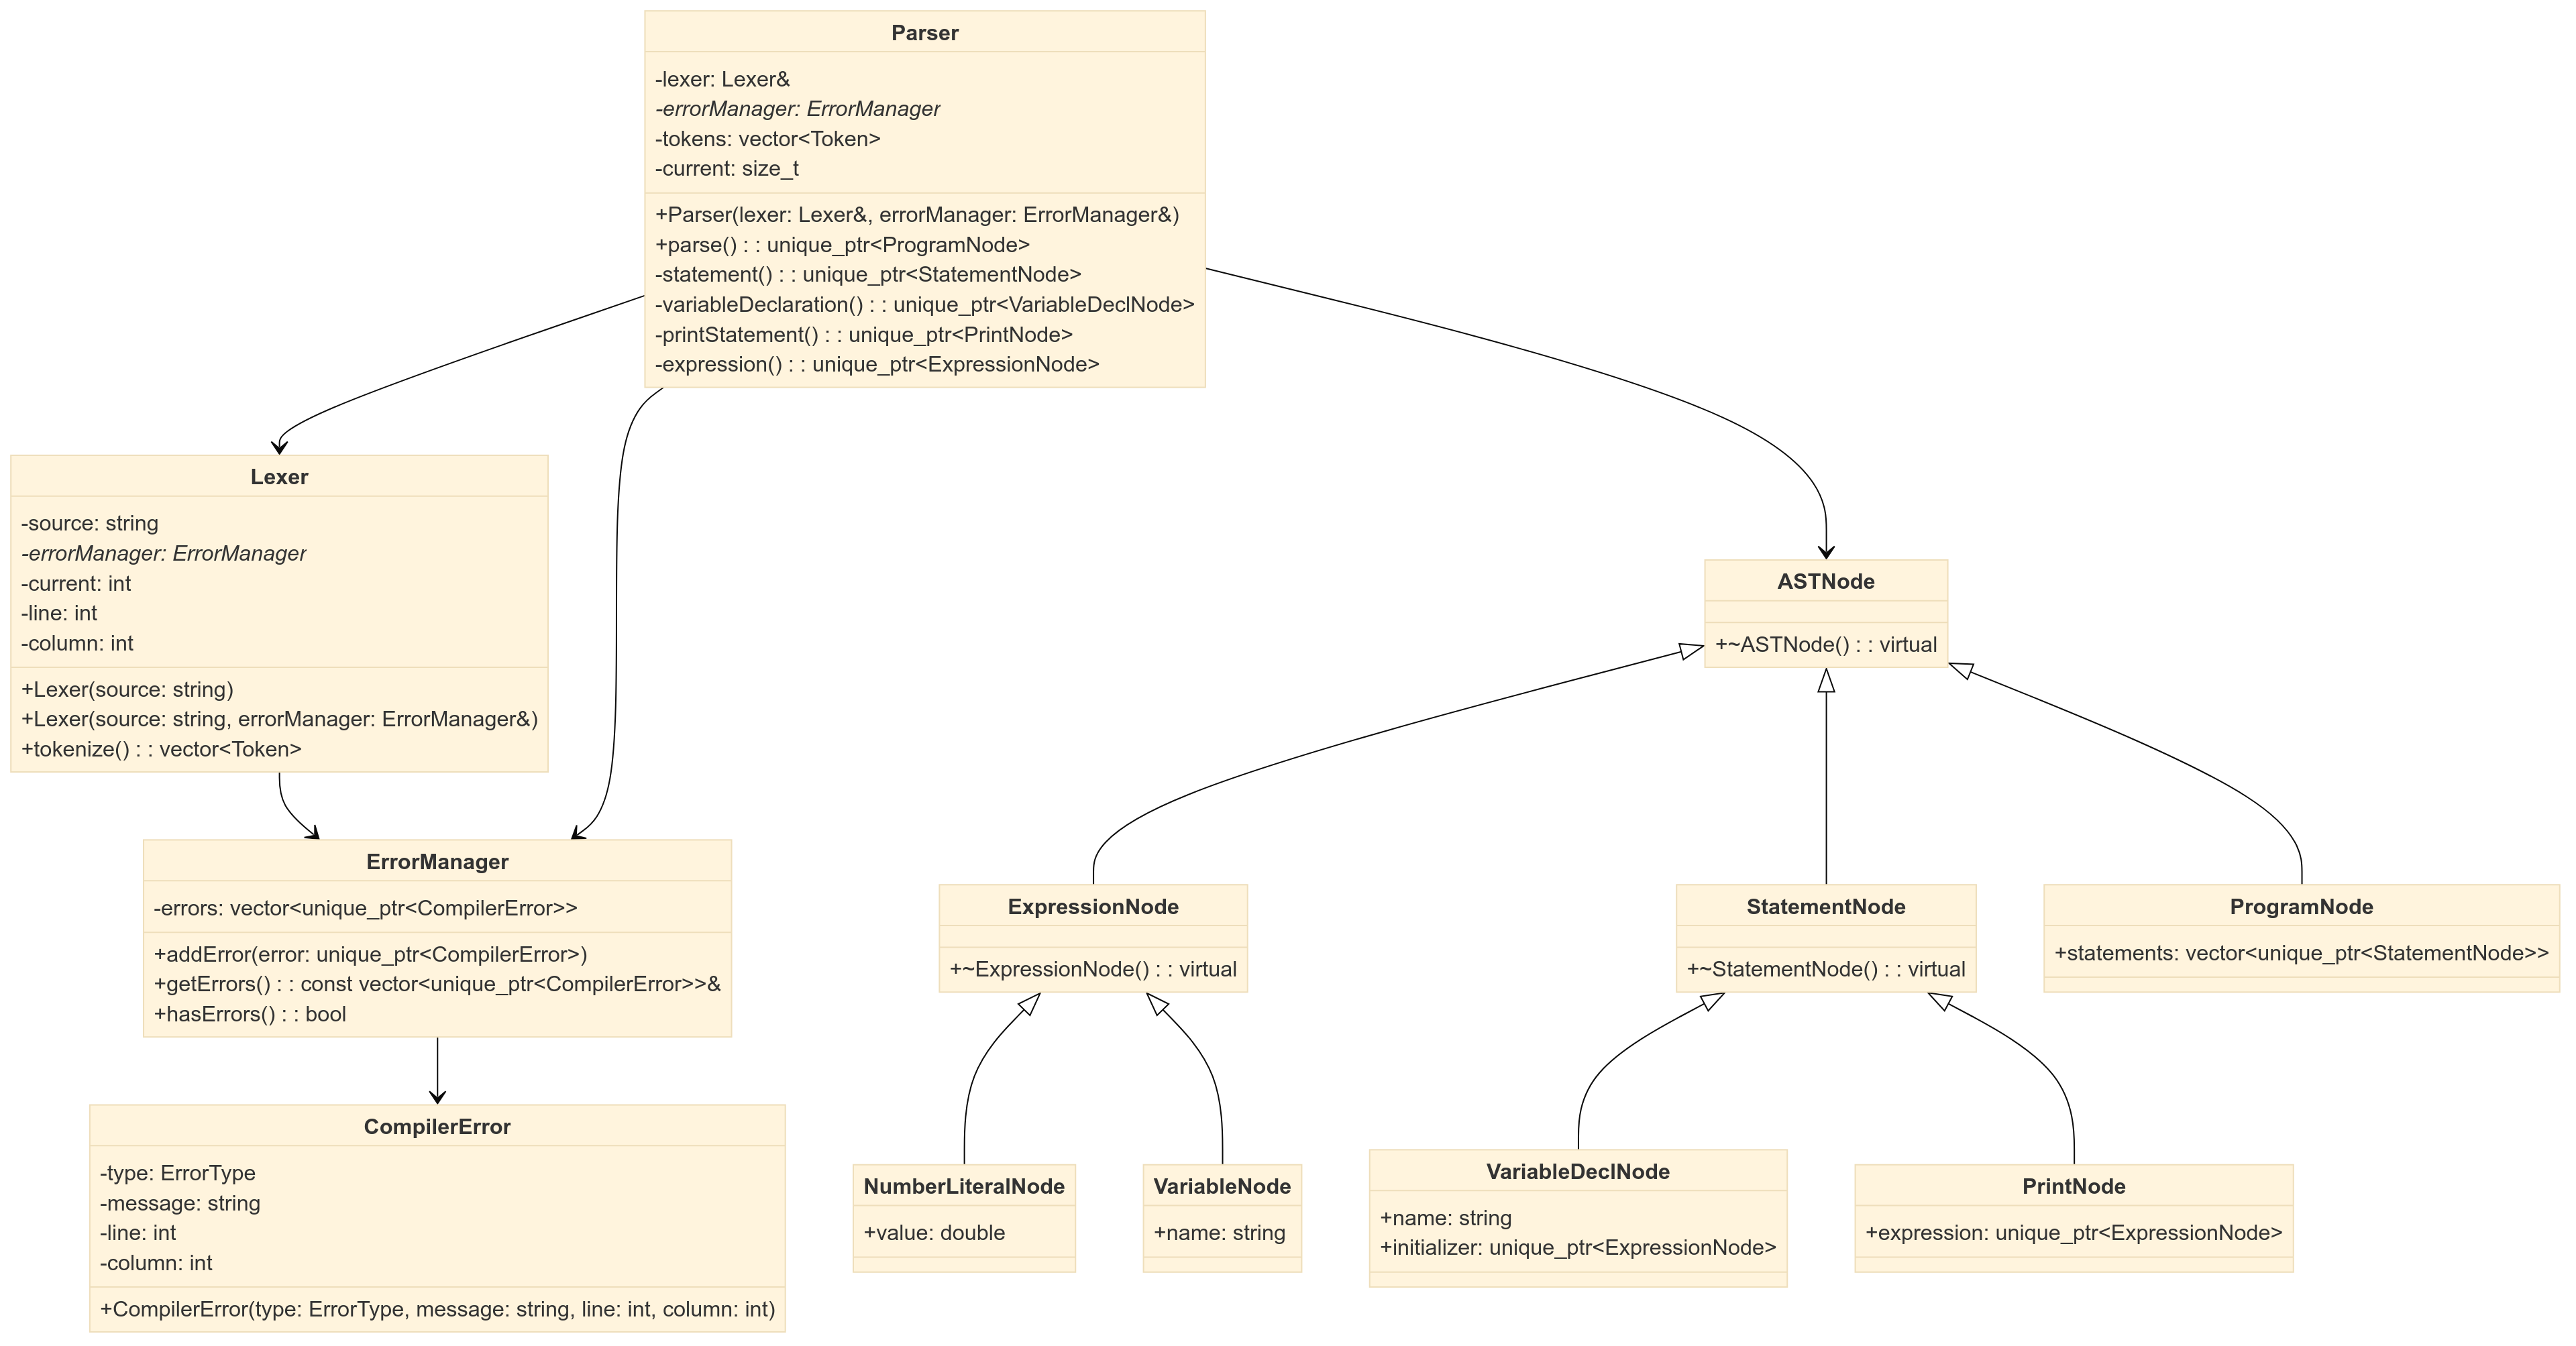 Parser
-lexer: Lexer&
-errorManager: ErrorManager
-tokens: vector<Token>
-current: size_t
+Parser(lexer: Lexer&, errorManager: ErrorManager&)
+parse() : : unique_ptr<ProgramNode>
-statement() : : unique_ptr<StatementNode>
-variableDeclaration() : : unique_ptr<VariableDeclNode>
-printStatement() : : unique_ptr<PrintNode>
-expression() : : unique_ptr<ExpressionNode>
Lexer
-source: string
-errorManager: ErrorManager
-current: int
-line: int
-column: int
+Lexer(source: string)
+Lexer(source: string, errorManager: ErrorManager&)
+tokenize() : : vector<Token>
ASTNode
+~ASTNode() : : virtual
ErrorManager
-errors: vector<unique_ptr<CompilerError>>
+addError(error: unique_ptr<CompilerError>)
+getErrors() : : const vector<unique_ptr<CompilerError>>&
+hasErrors() : : bool
ExpressionNode
+~ExpressionNode() : : virtual
StatementNode
+~StatementNode() : : virtual
ProgramNode
+statements: vector<unique_ptr<StatementNode>>
CompilerError
-type: ErrorType
-message: string
-line: int
-column: int
+CompilerError(type: ErrorType, message: string, line: int, column: int)
NumberLiteralNode
+value: double
VariableNode
+name: string
VariableDeclNode
+name: string
+initializer: unique_ptr<ExpressionNode>
PrintNode
+expression: unique_ptr<ExpressionNode>